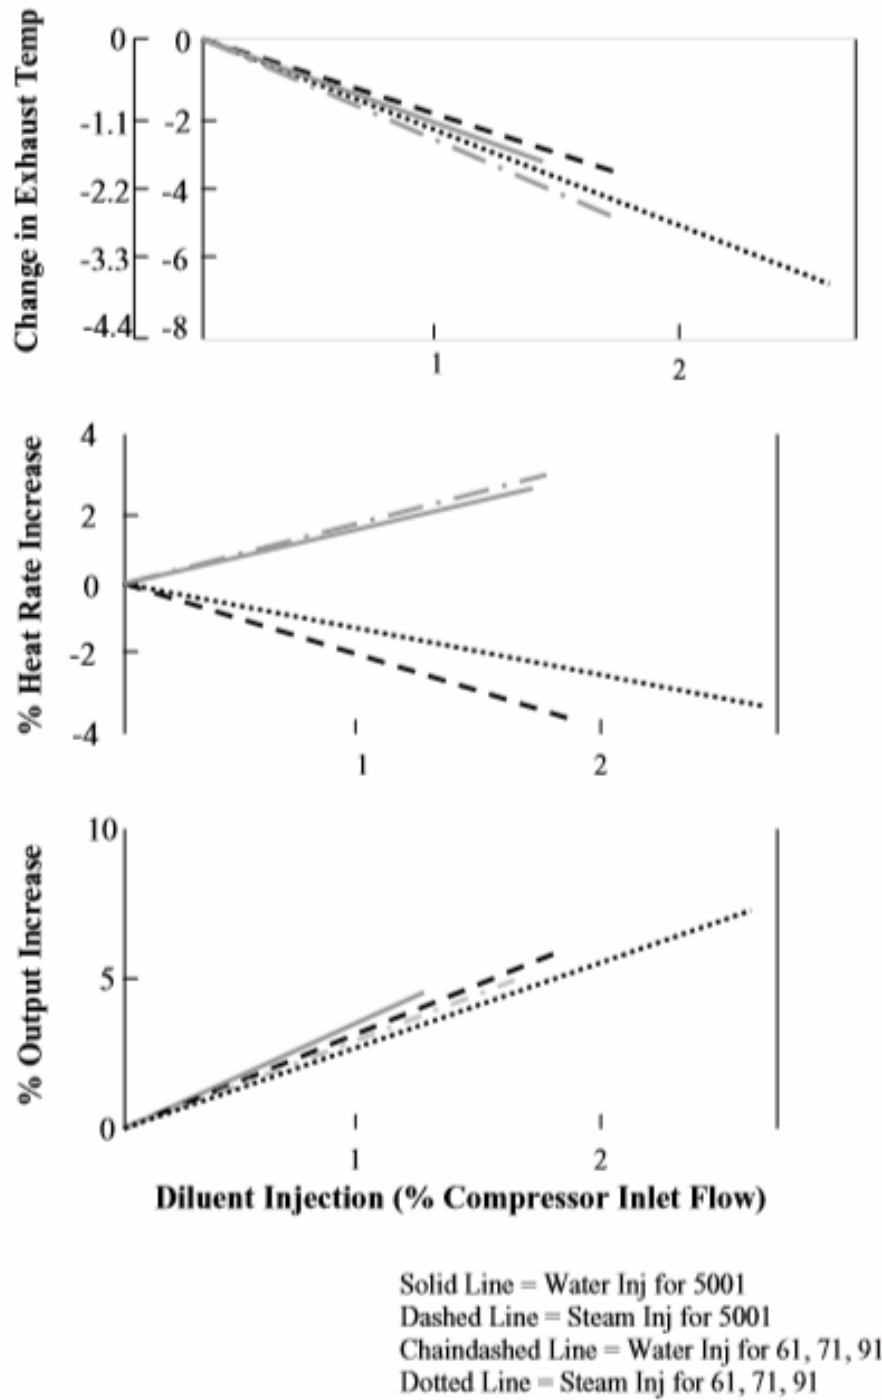 Change in Exhaust Temp
0
-1.1
-2.2
-3.3
-4.4
0
-2
-4
-6
-8
1 2
% Heat Rate Increase
4
2
0
-2
-4
1 2
% Output Increase
10
5
0
1 2
Diluent Injection (% Compressor Inlet Flow)
Solid Line = Water Inj for 5001
Dashed Line = Steam Inj for 5001
Chaindashed Line = Water Inj for 61, 71, 91
Dotted Line = Steam Inj for 61, 71, 91